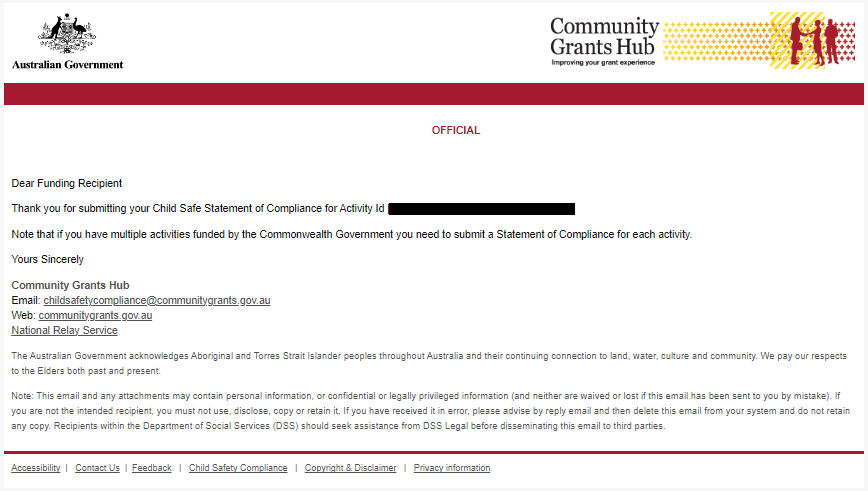 Australian Government
Community
Grants Hub
Improving your grant experience
OFFICIAL
Dear Funding Recipient
Thank you for submitting your Child Safe Statement of Compliance for Activity Id
Note that if you have multiple activities funded by the Commonwealth Government you need to submit a Statement of Compliance for each activity.
Yours Sincerely
Community Grants Hub
Email: childsafetycompliance@communitygrants.gov.au
Web: communitygrants.gov.au
National Relay Service
The Australian Government acknowledges Aboriginal and Torres Strait Islander peoples throughout Australia and their continuing connection to land, water, culture and community. We pay our respects
to the Elders both past and present.
Note: This email and any attachments may contain personal information, or confidential or legally privileged information (and neither are waived or lost if this email has been sent to you by mistake). If
you are not the intended recipient, you must not use, disclose, copy or retain it. If you have received it in error, please advise by reply email and then delete this email from your system and do not retain
any copy. Recipients within the Department of Social Services (DSS) should seek assistance from DSS Legal before disseminating this email to third parties.
Accessibility | Contact Us | Feedback | Child Safety Compliance | Copyright & Disclaimer | Privacy information